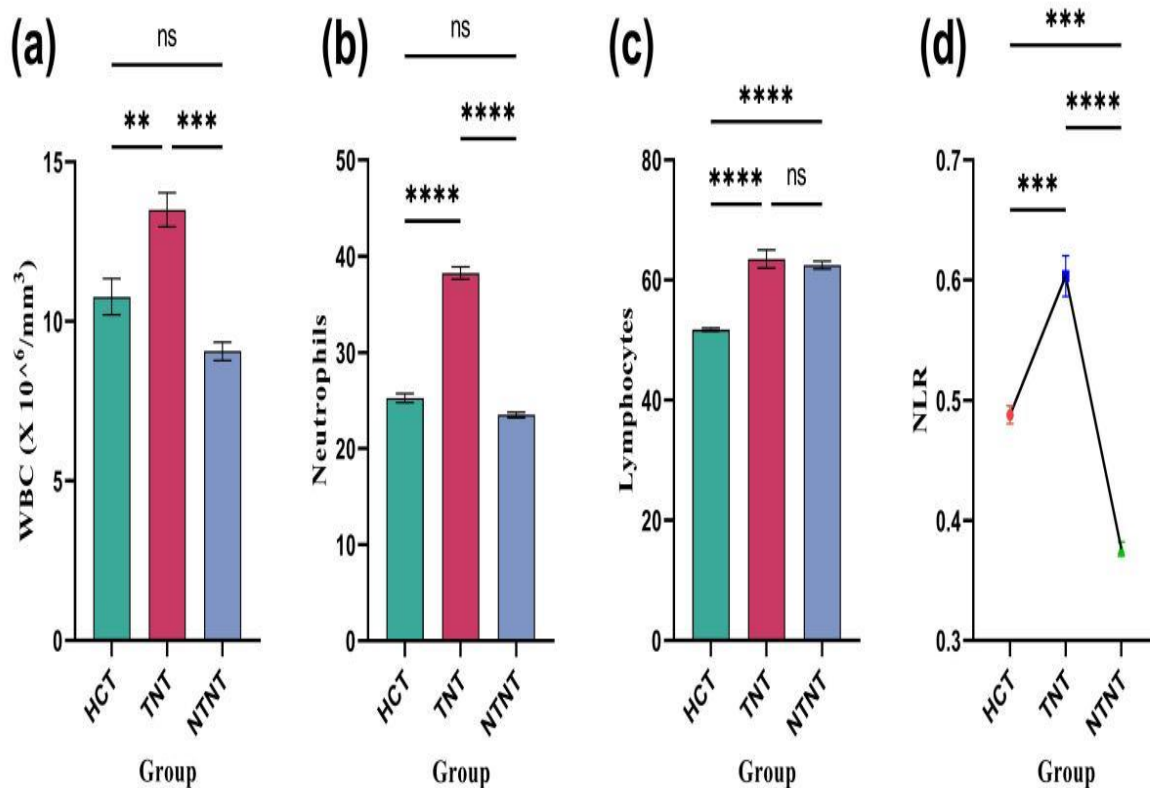 (a)
ns
** ***
WBC (X 10^6/mm³)
15
10
5
0
HCT
TNT
NTNT
Group
(b)
ns
****
****
Neutrophils
50
40
30
20
10
0
HCT
TNT
NTNT
Group
(c)
****
**** ns
Lymphocytes
80
60
40
20
0
HCT
TNT
NTNT
Group
(d)
***
****
***
NLR
0.7
0.6
0.5
0.4
0.3
HCT
TNT
NTNT
Group